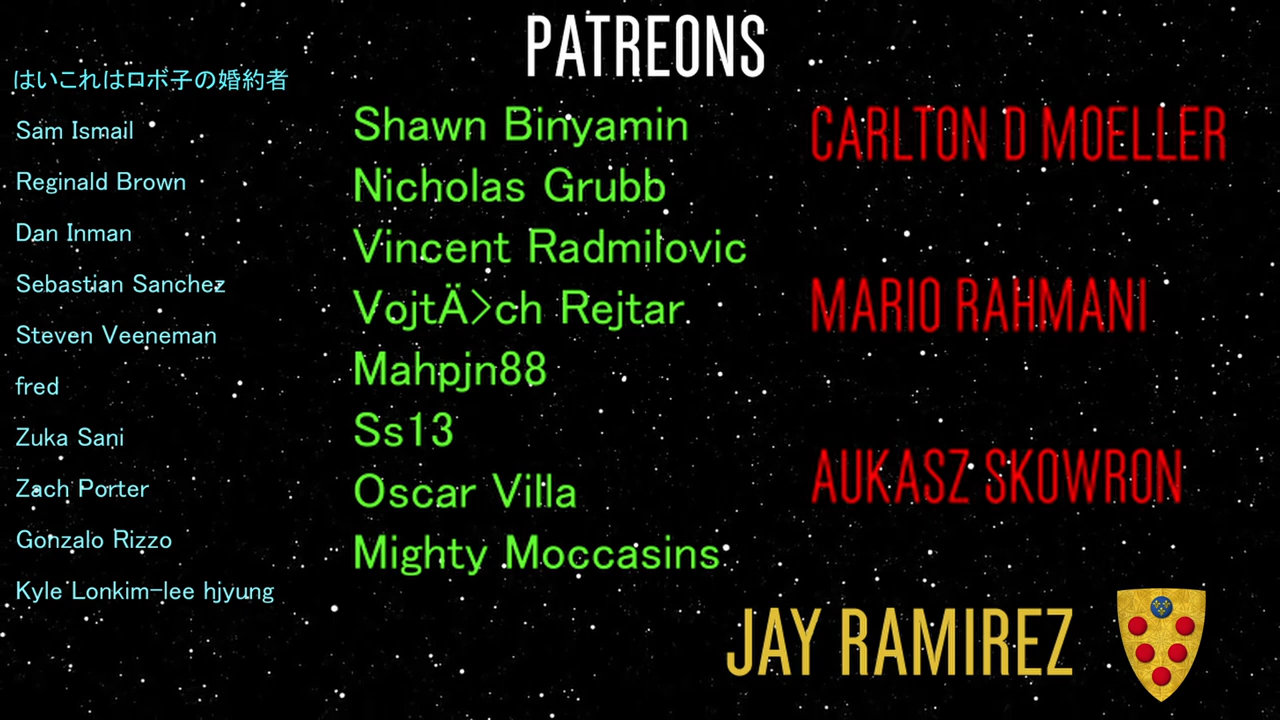 PATREONS
はいこれはロボ子の婚約者
Sam Ismail
Reginald Brown
Dan Inman
Sebastian Sanchez
Steven Veeneman
fred
Zuka Sani
Zach Porter
Gonzalo Rizzo
Kyle Lonkim-lee hjyung
Shawn Binyamin
Nicholas Grubb
Vincent Radmilovic
VojtÄ>ch Rejtar
Mahpjn88
Ss13
Oscar Villa
Mighty Moccasins
CARLTON D MOELLER
MARIO RAHMANI
AUKASZ SKOWRON
JAY RAMIREZ